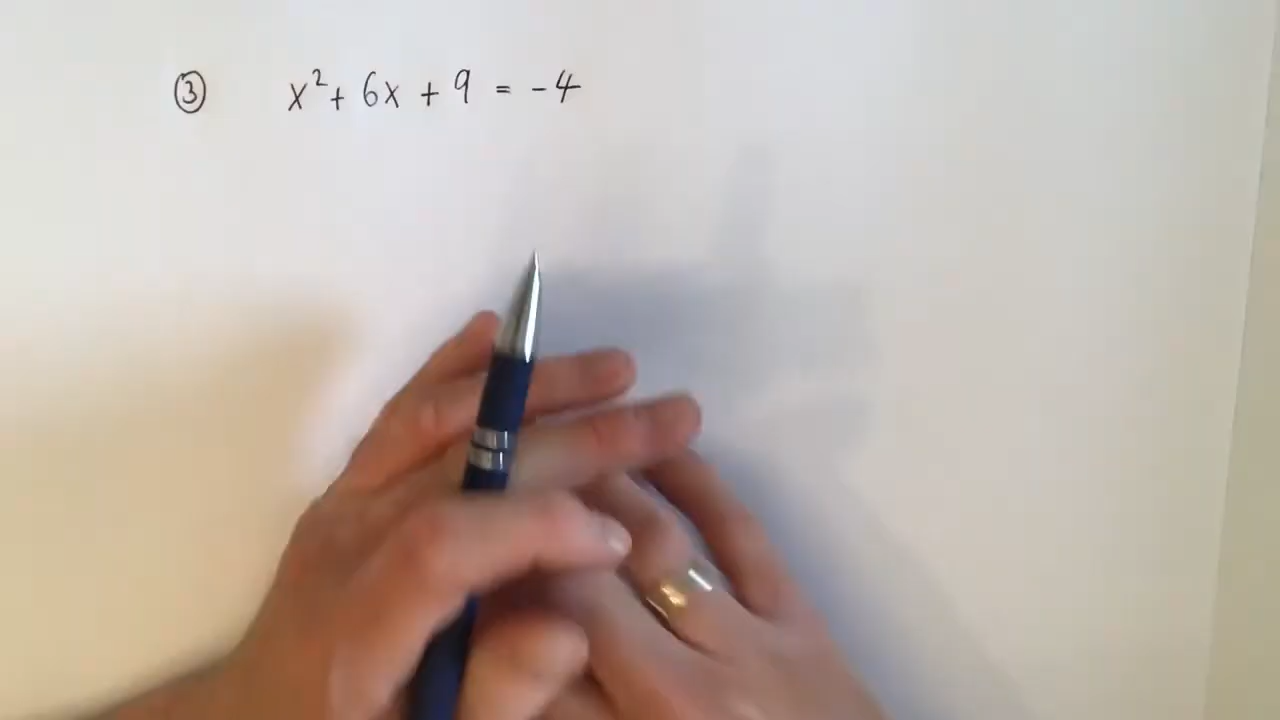 ③ x² + 6x + 9 = -4